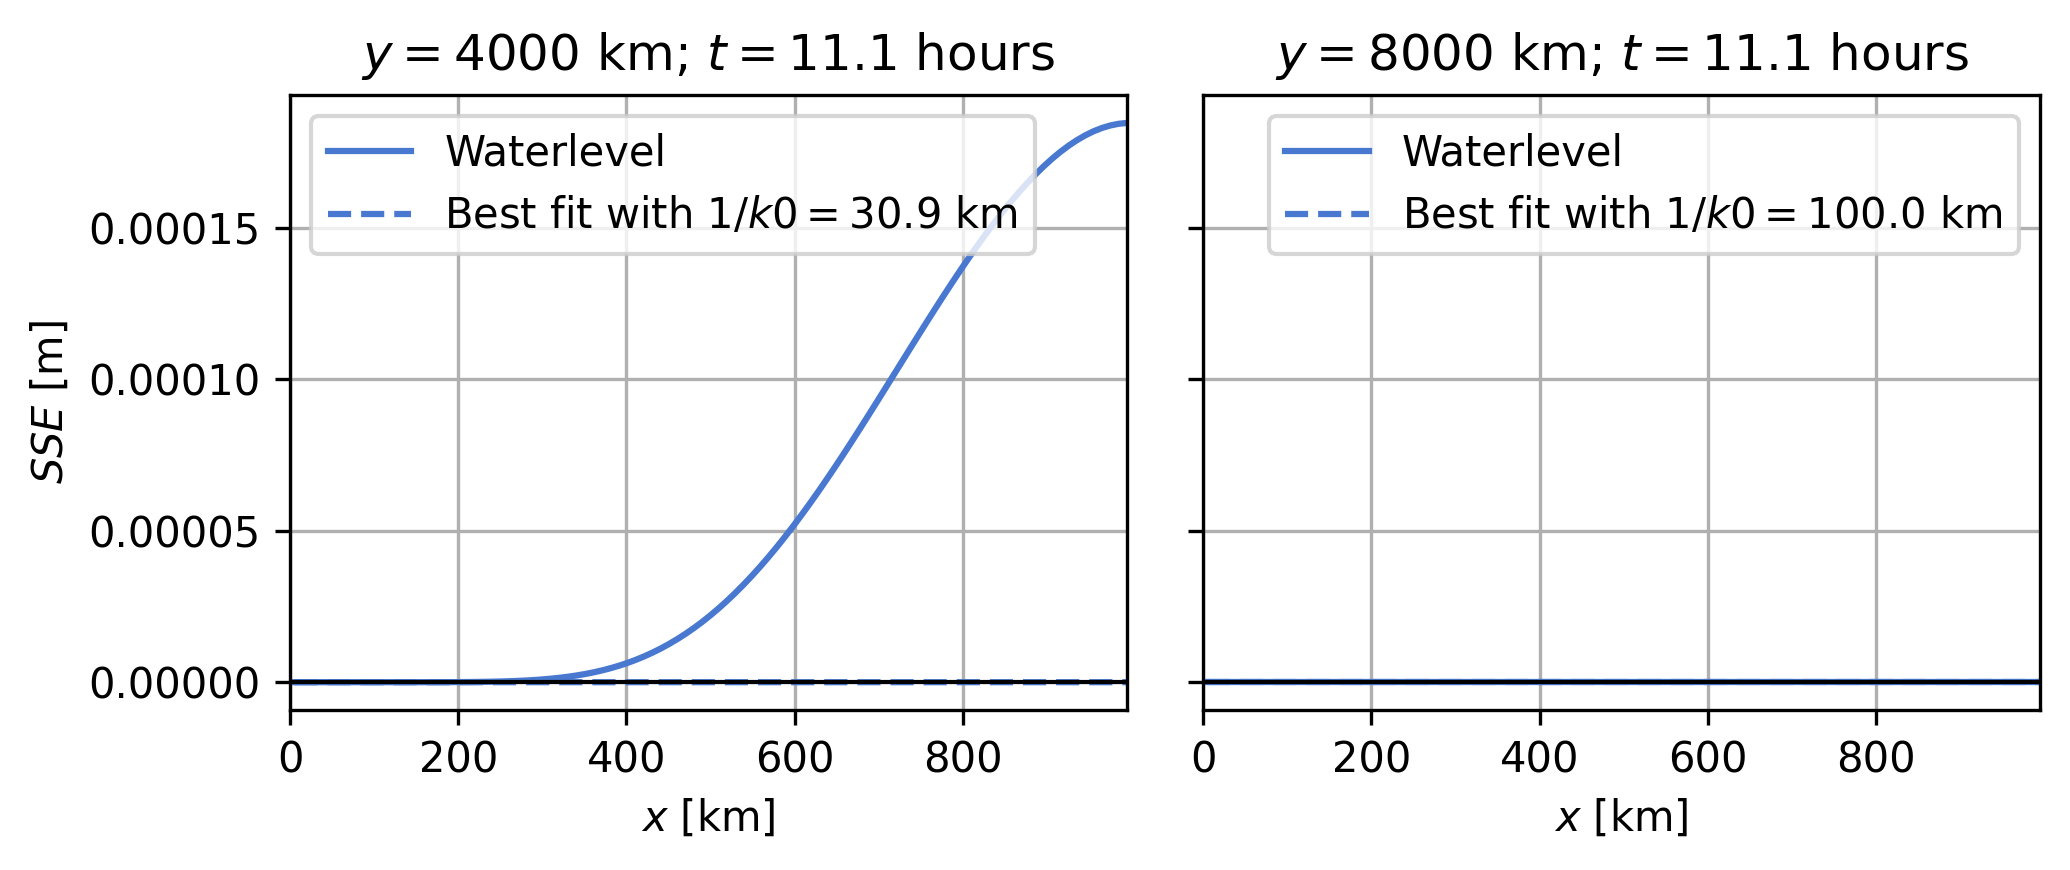 y = 4000 km; t = 11.1 hours
Waterlevel
Best fit with 1/k0 = 30.9 km
SSE [m]
0.00015
0.00010
0.00005
0.00000
0 200 400 600 800
x [km]
y = 8000 km; t = 11.1 hours
Waterlevel
Best fit with 1/k0 = 100.0 km
0 200 400 600 800
x [km]